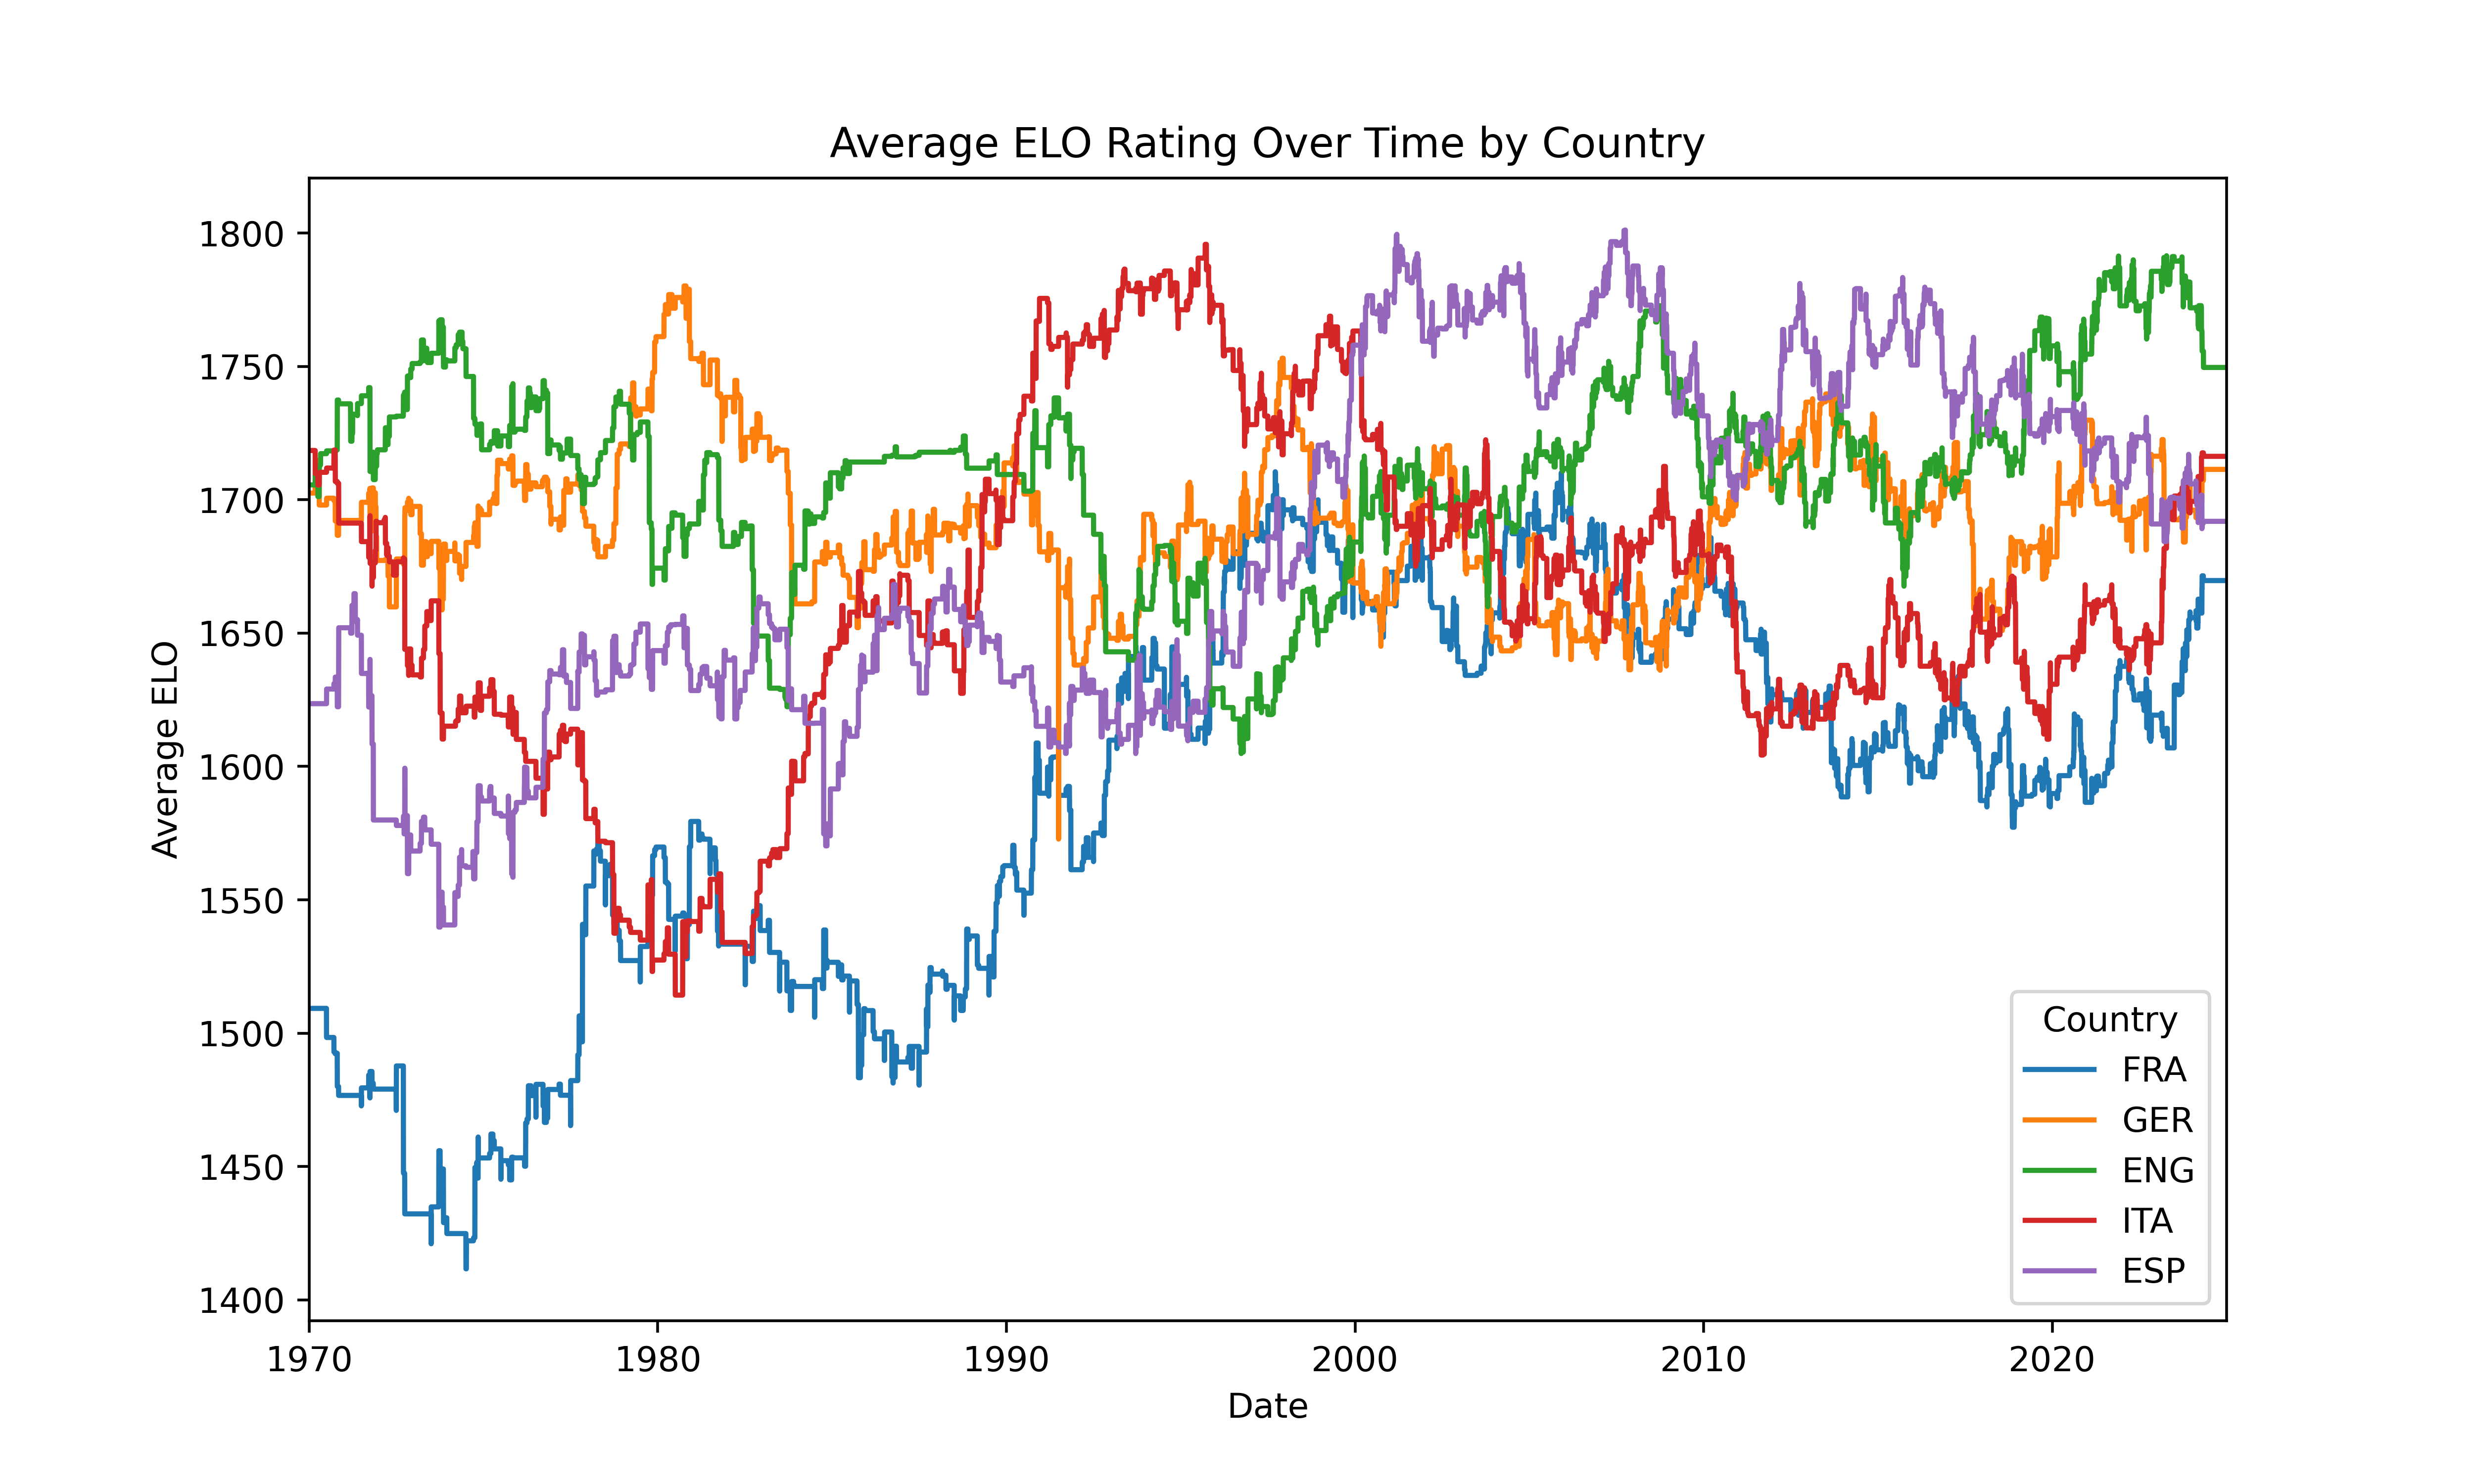 Average ELO Rating Over Time by Country
1800
1750
1700
1650
1600
1550
1500
1450
1400
Average ELO
1970
1980
1990
2000
2010
2020
Date
Country
FRA
GER
ENG
ITA
ESP